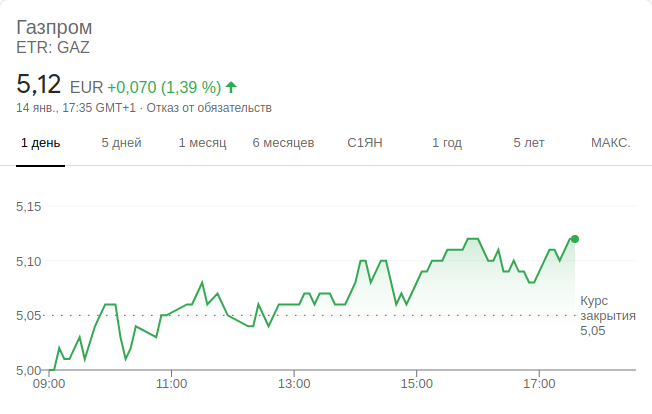 Газпром
ETR: GAZ
5,12 EUR +0,070 (1,39 %)
14 янв., 17:35 GMT+1 · Отказ от обязательств
1 день 5 дней 1 месяц 6 месяцев С1ЯН 1 год 5 лет МАКС.
5,15
5,10
5,05
5,00
Курс
закрытия
5,05
09:00 11:00 13:00 15:00 17:00